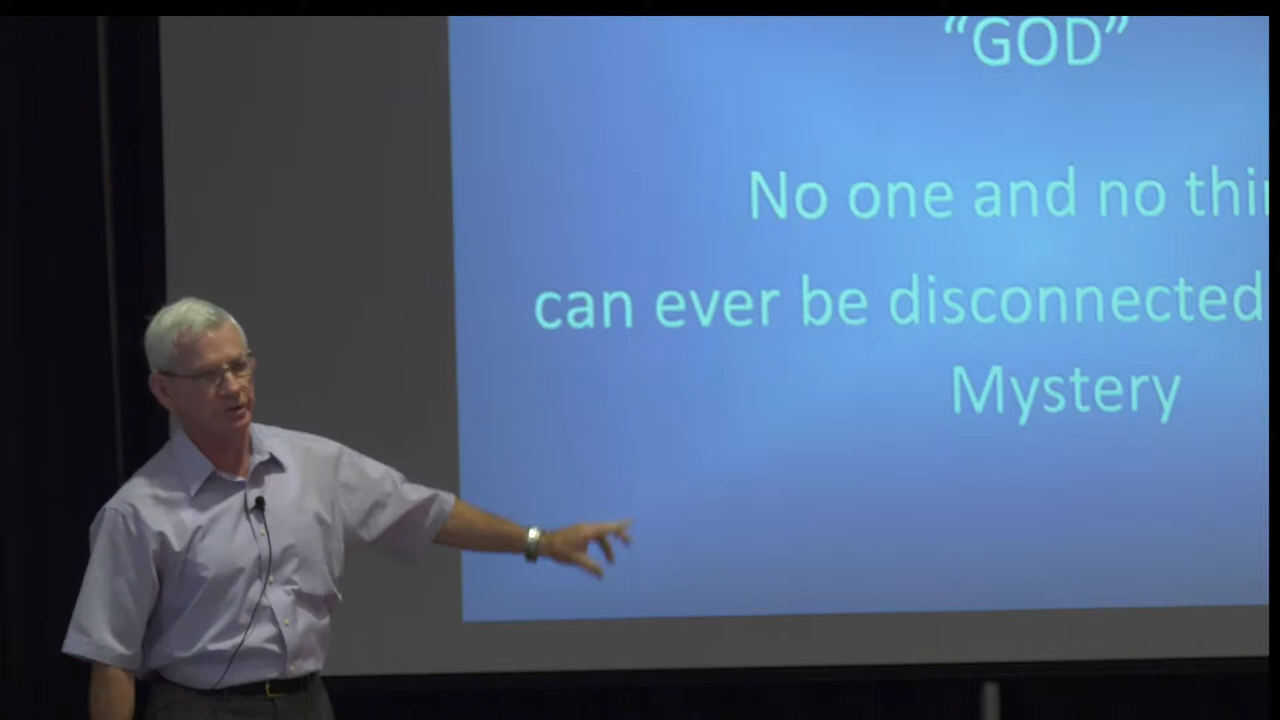 “GOD”
No one and no thi
can ever be disconnected
Mystery